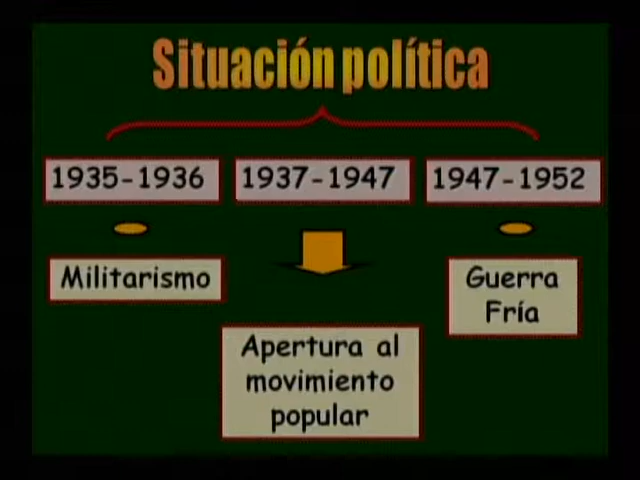 Situación política
1935-1936
1937-1947
1947-1952
Militarismo
Guerra
Fría
Apertura al
movimiento
popular